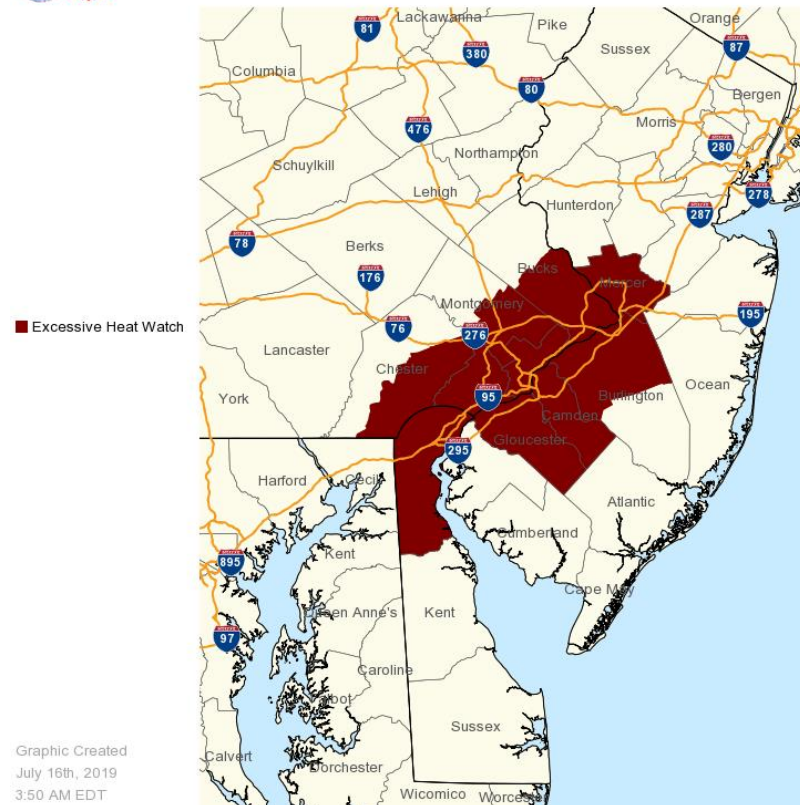 Lackawanna
Orange
81
Pike
87
Sussex
380
Columbia
80
Bergen
Morris
476
280
Northampton
Schuylkill
Lehigh
278
Hunterdon
287
78
Berks
Bucks
176
Mercer
Montgomery
195
76
276
Excessive Heat Watch
Lancaster
Chester
Ocean
York
95
Burlington
Camden
Gloucester
295
Harford
Cecil
Atlantic
Cumberland
895
Kent
Cape May
Queen Anne's
Kent
97
Caroline
Talbot
Sussex
Graphic Created
Calvert
July 16th, 2019
Dorchester
3:50 AM EDT
Wicomico
Worcester